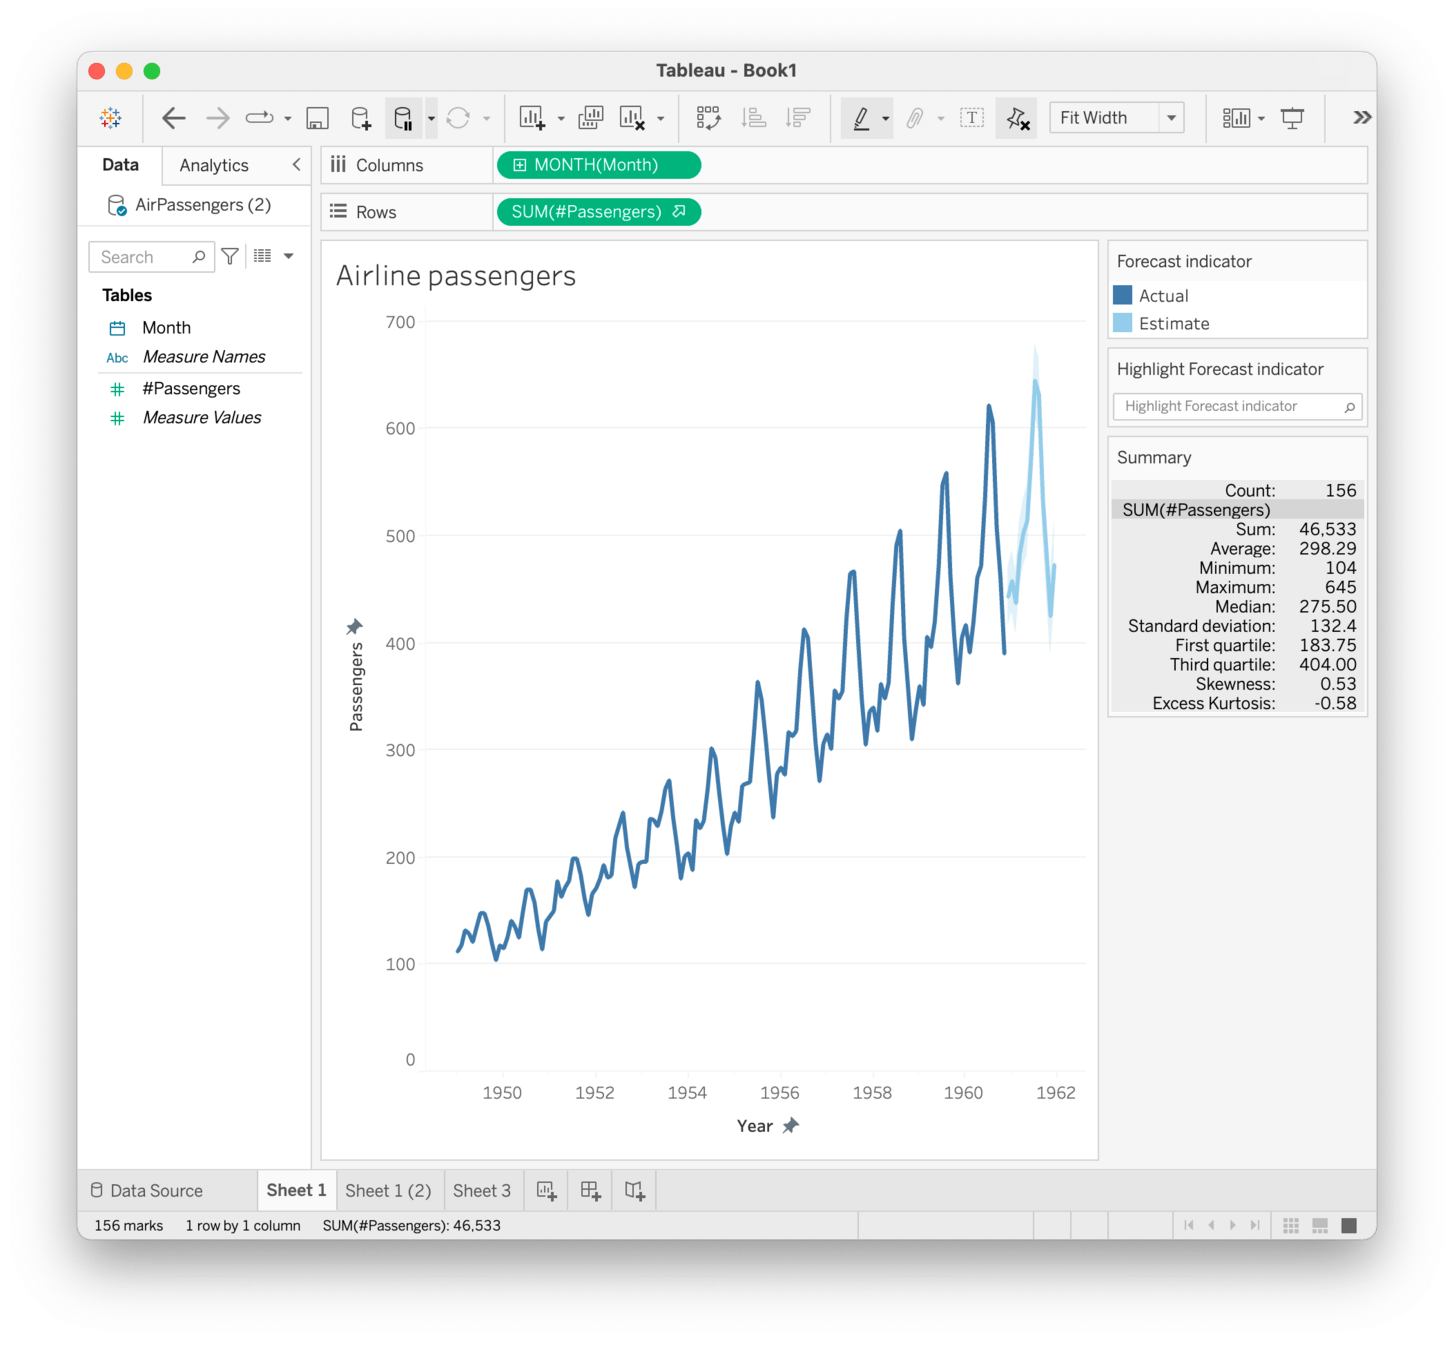 Tableau - Book1
Fit Width
Data
Analytics
AirPassengers (2)
Search
Tables
Month
Abc
Measure Names
#Passengers
Measure Values
Columns
MONTH(Month)
Rows
SUM(#Passengers)
Airline passengers
700
600
500
400
300
200
100
0
Passengers
1950 1952 1954 1956 1958 1960 1962
Year
Forecast indicator
Actual
Estimate
Highlight Forecast indicator
Highlight Forecast indicator
Summary
Count: 156
SUM(#Passengers)
Sum: 46,533
Average: 298.29
Minimum: 104
Maximum: 645
Median: 275.50
Standard deviation: 132.4
First quartile: 183.75
Third quartile: 404.00
Skewness: 0.53
Excess Kurtosis: -0.58
Data Source Sheet 1 Sheet 1 (2) Sheet 3
156 marks 1 row by 1 column SUM(#Passengers): 46,533